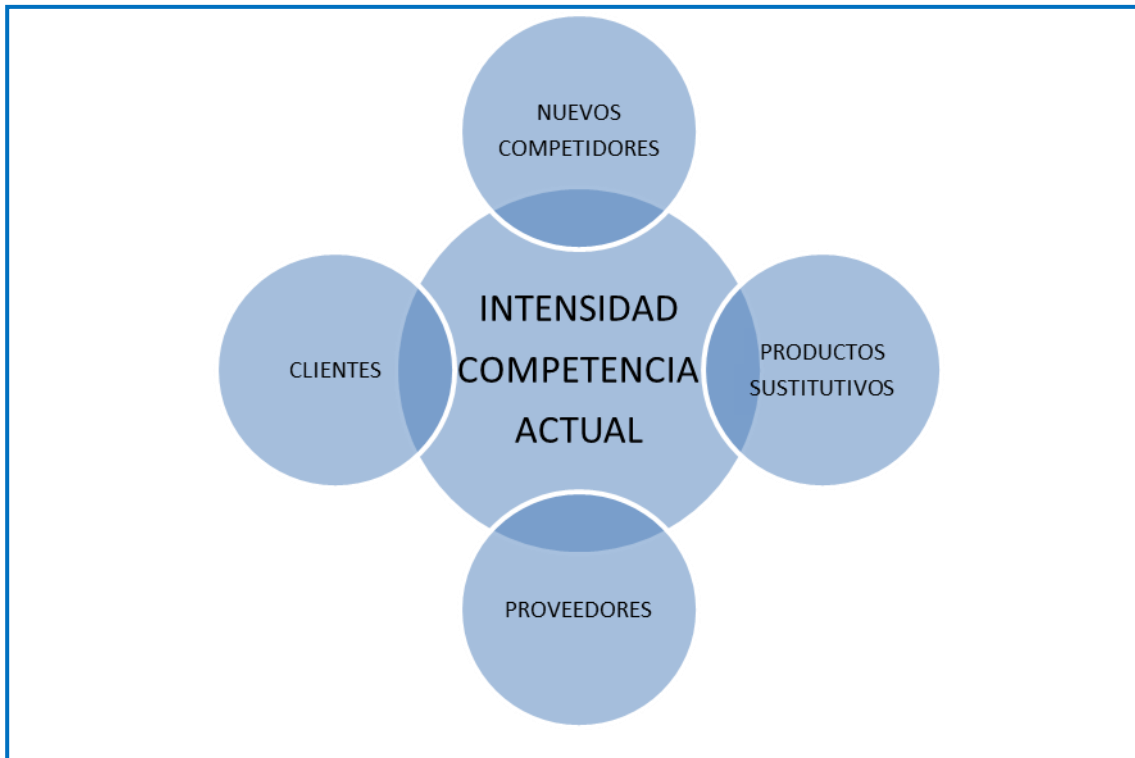 NUEVOS
COMPETIDORES
INTENSIDAD
COMPETENCIA
ACTUAL
CLIENTES
PRODUCTOS
SUSTITUTIVOS
PROVEEDORES